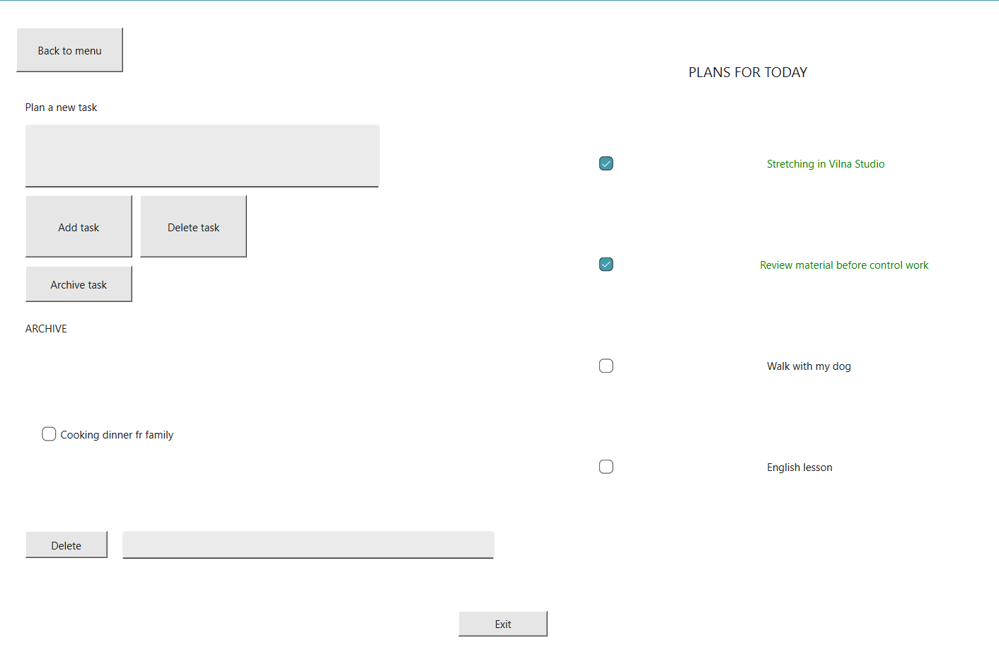 Back to menu
PLANS FOR TODAY
Plan a new task
Stretching in Vilna Studio
Add task
Delete task
Review material before control work
Archive task
ARCHIVE
Walk with my dog
Cooking dinner fr family
English lesson
Delete
Exit